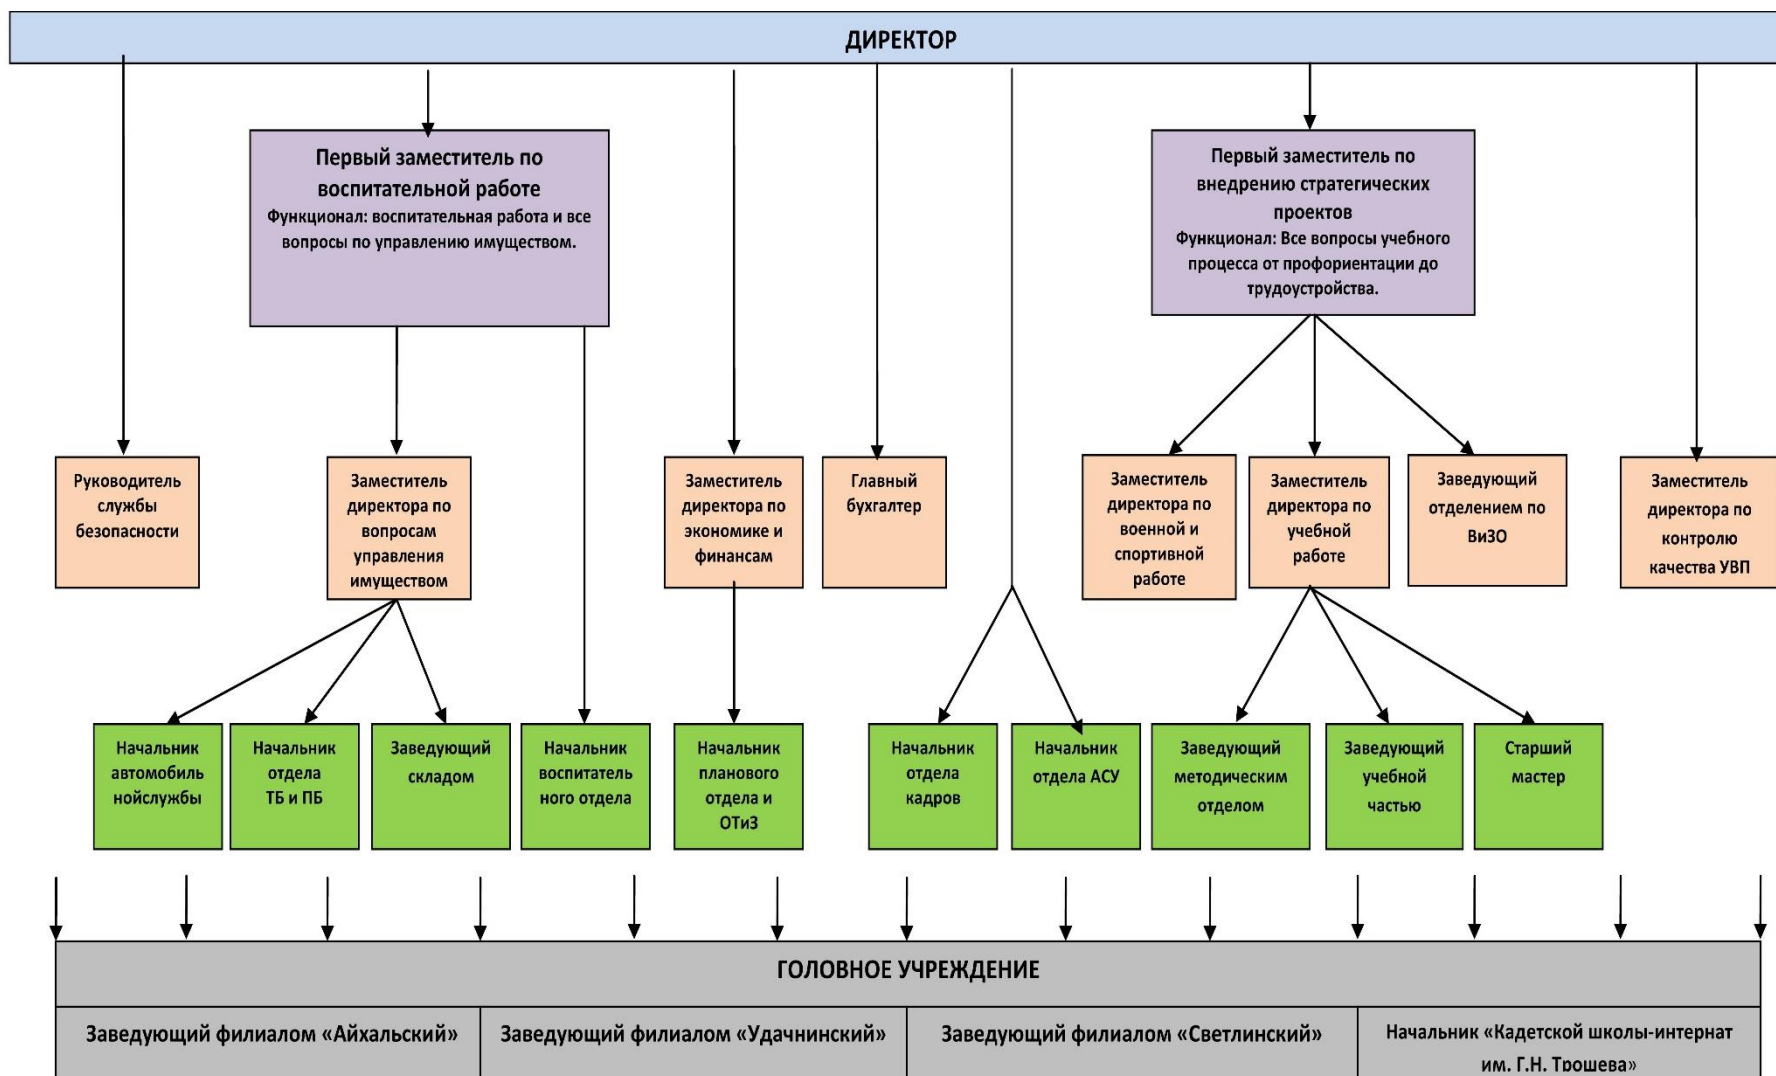 ДИРЕКТОР
Первый заместитель по
воспитательной работе
Функционал: воспитательная работа и все
вопросы по управлению имуществом.
Первый заместитель по
внедрению стратегических
проектов
Функционал: Все вопросы учебного
процесса от профориентации до
трудоустройства.
Руководитель
службы
безопасности
Заместитель
директора по
вопросам
управления
имуществом
Заместитель
директора по
экономике и
финансам
Главный
бухгалтер
Заместитель
директора по
военной и
спортивной
работе
Заместитель
директора по
учебной
работе
Заведующий
отделением по
ВиЗО
Заместитель
директора по
контролю
качества УВП
Начальник
автомобиль
нойслужбы
Начальник
отдела
ТБ и ПБ
Заведующий
складом
Начальник
воспитатель
ного отдела
Начальник
планового
отдела и
ОТиЗ
Начальник
отдела
кадров
Начальник
отдела АСУ
Заведующий
методическим
отделом
Заведующий
учебной
частью
Старший
мастер
ГОЛОВНОЕ УЧРЕЖДЕНИЕ
Заведующий филиалом «Айхальский»
Заведующий филиалом «Удачнинский»
Заведующий филиалом «Светлинский»
Начальник «Кадетской школы-интернат
им. Г.Н. Трошева»